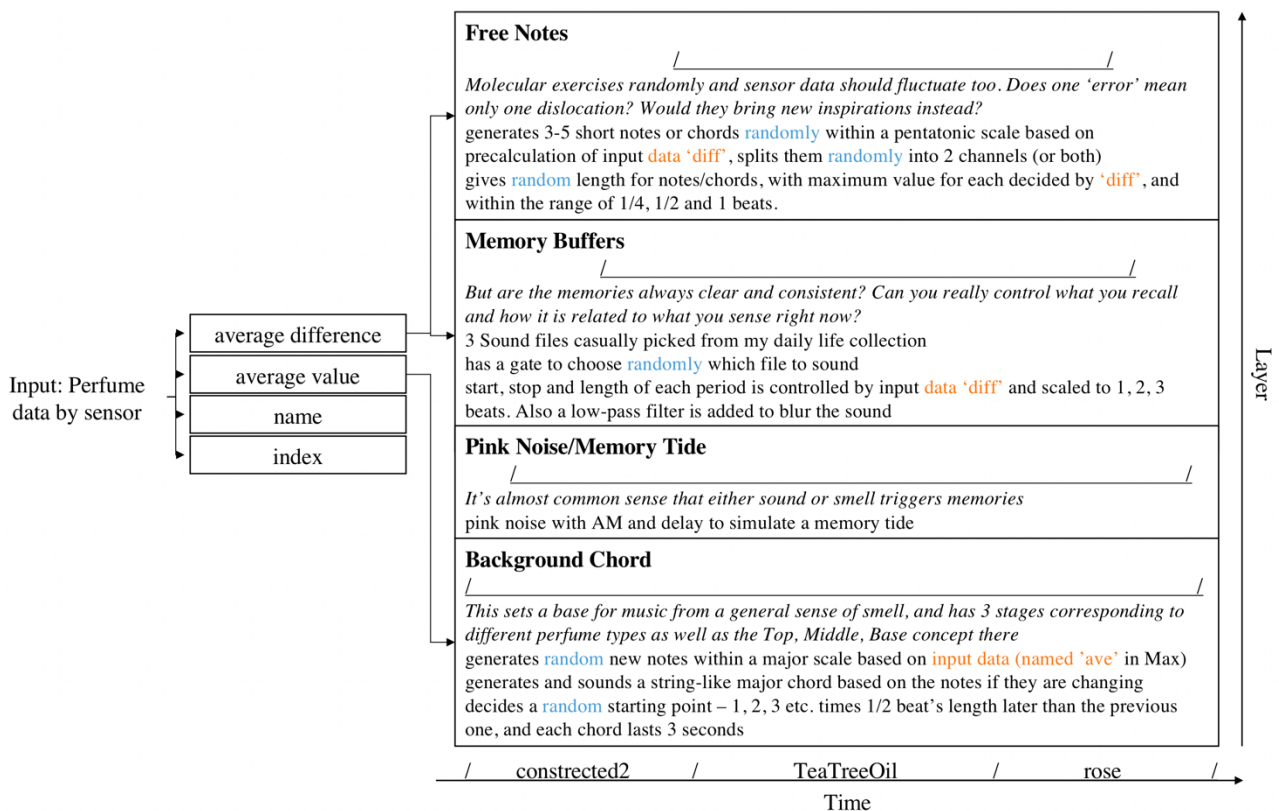 Input: Perfume
data by sensor
average difference
average value
name
index
Free Notes
/ /
Molecular exercises randomly and sensor data should fluctuate too. Does one ‘error’ mean
only one dislocation? Would they bring new inspirations instead?
generates 3-5 short notes or chords randomly within a pentatonic scale based on
precalculation of input data ‘diff’, splits them randomly into 2 channels (or both)
gives random length for notes/chords, with maximum value for each decided by ‘diff’, and
within the range of 1/4, 1/2 and 1 beats.
Memory Buffers
/ /
But are the memories always clear and consistent? Can you really control what you recall
and how it is related to what you sense right now?
3 Sound files casually picked from my daily life collection
has a gate to choose randomly which file to sound
start, stop and length of each period is controlled by input data ‘diff’ and scaled to 1, 2, 3
beats. Also a low-pass filter is added to blur the sound
Pink Noise/Memory Tide
/ /
It’s almost common sense that either sound or smell triggers memories
pink noise with AM and delay to simulate a memory tide
Background Chord
/ /
This sets a base for music from a general sense of smell, and has 3 stages corresponding to
different perfume types as well as the Top, Middle, Base concept there
generates random new notes within a major scale based on input data (named ’ave’ in Max)
generates and sounds a string-like major chord based on the notes if they are changing
decides a random starting point – 1, 2, 3 etc. times 1/2 beat’s length later than the previous
one, and each chord lasts 3 seconds
Layer
/ constrected2 / TeaTreeOil / rose /
Time